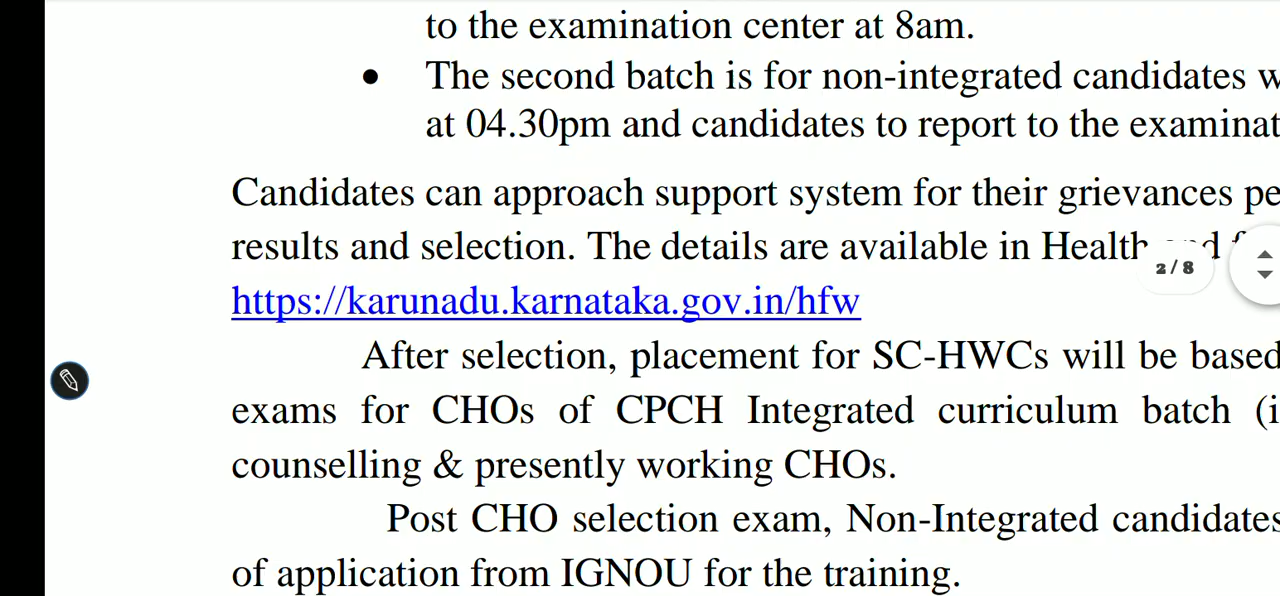 to the examination center at 8am.
● The second batch is for non-integrated candidates
at 04.30pm and candidates to report to the
Candidates can approach support system for their grievances
results and selection. The details are available in Health
2 / 8
https://karunadu.karnataka.gov.in/hfw
After selection, placement for SC-HWCs will be based
exams for CHOs of CPCH Integrated curriculum batch
counselling & presently working CHOs.
Post CHO selection exam, Non-Integrated candidates
of application from IGNOU for the training.